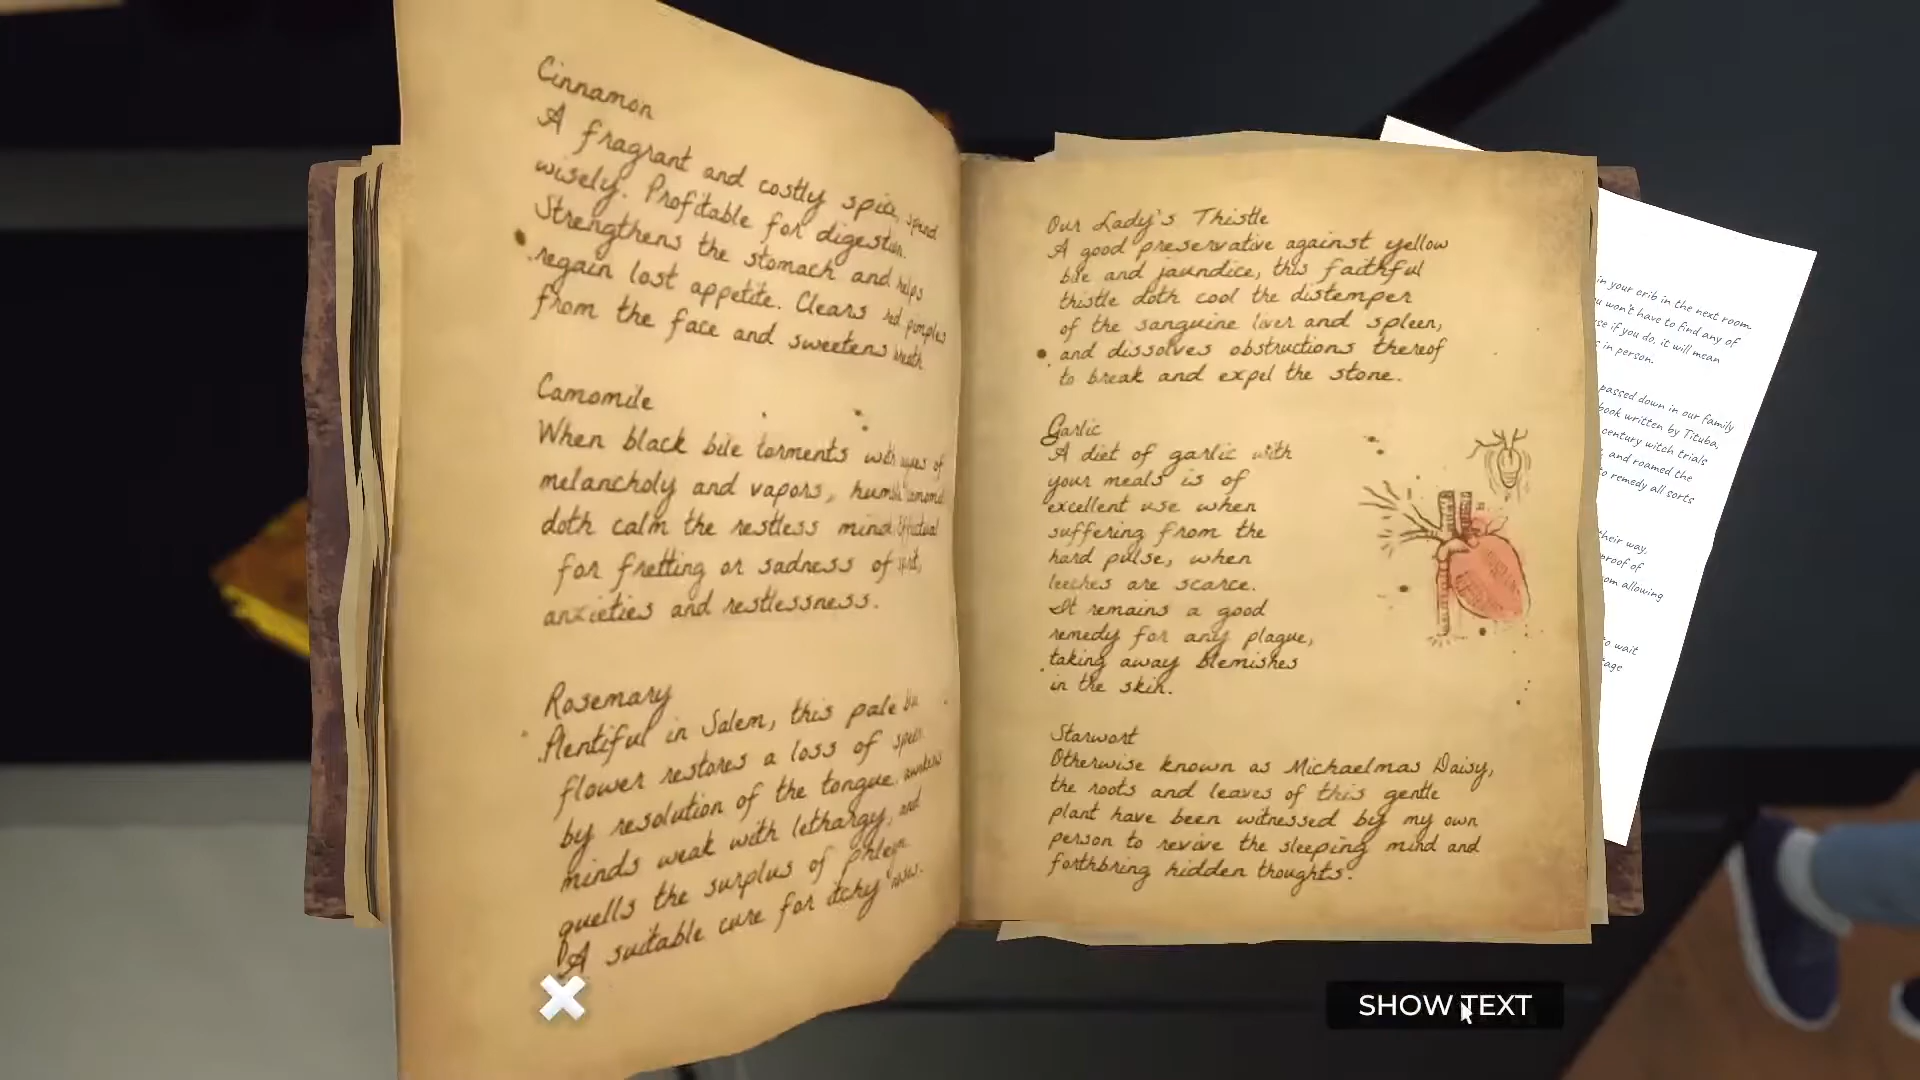 Cinnamon
A fragrant and costly spice, spend
wisely. Profitable for digestion.
Strengthens the stomach and helps
regain lost appetite. Clears red pimples
from the face and sweetens breath
Camomile
When black bile torments with of
melancholy and vapors,
doth calm the restless mind.
for fretting or sadness of
anxieties and restlessness.
Rosemary
Plentiful in Salem, this pale
flower restores a loss of
by resolution of the tongue, awakens
minds weak with lethargy, and
quells the surplus of phlegm.
A suitable cure for itchy
Our Lady's Thistle
A good preservative against yellow
bile and jaundice, this faithful
thistle doth cool the distemper
of the sanguine liver and spleen,
and dissolves obstructions thereof
to break and expel the stone.
Garlic
A diet of garlic with
your meals is of
excellent use when
suffering from the
hard pulse, when
leeches are scarce.
It remains a good
remedy for any plague,
taking away blemishes
in the skin.
Starwort
Otherwise known as Michaelmas Daisy,
the roots and leaves of this gentle
plant have been witnessed by my own
person to revive the sleeping mind and
forthbring hidden thoughts.
in your crib in the next room
won't have to find any of
if you do, it will mean
in person.
passed down in our family
book written by Tituba,
century witch trials
and roamed the
to remedy all sorts
their way,
proof of
allowing
to wait
SHOW TEXT